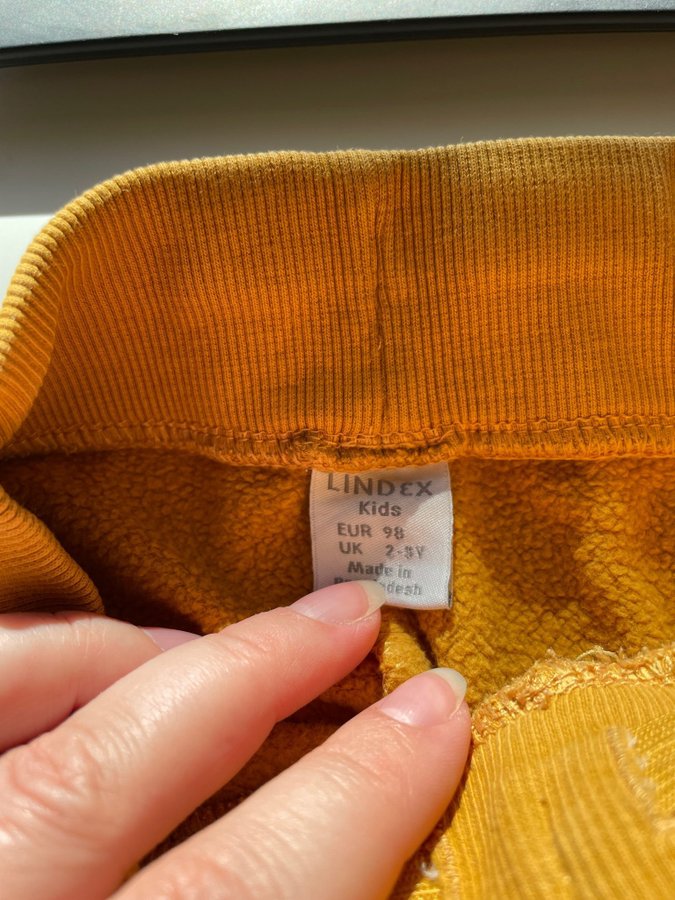 LINDEX
Kids
EUR 98
UK 2-3Y
Made in